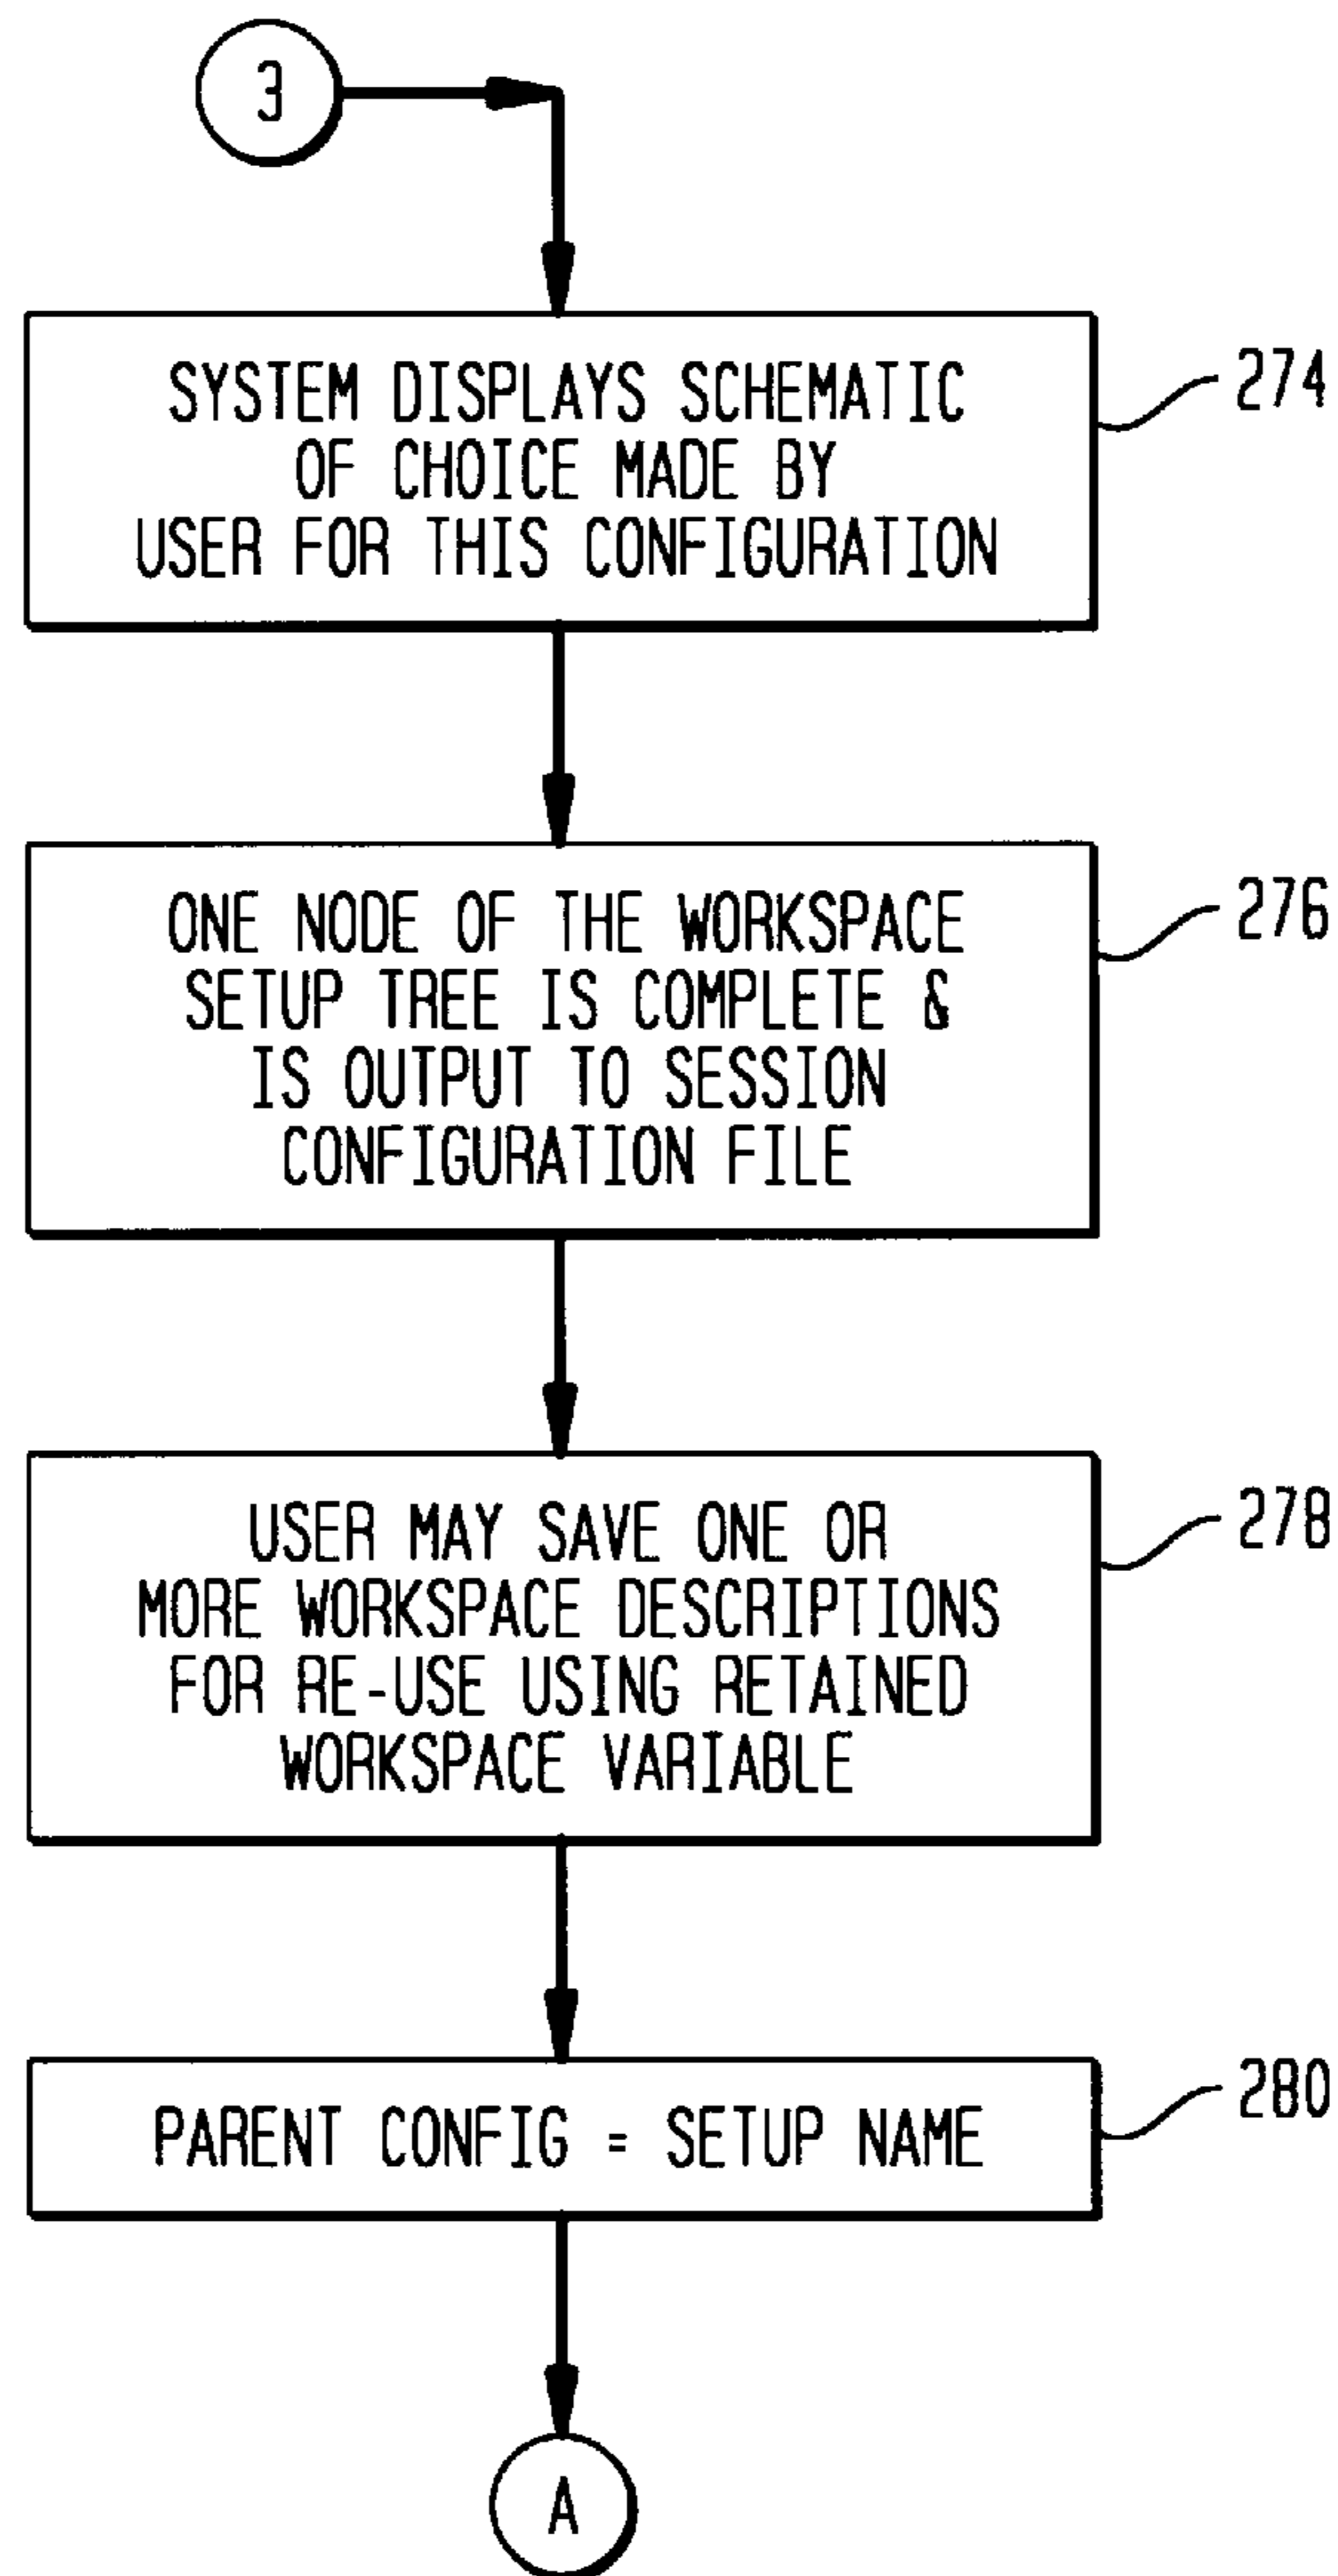 3
SYSTEM DISPLAYS SCHEMATIC
OF CHOICE MADE BY
USER FOR THIS CONFIGURATION
274
ONE NODE OF THE WORKSPACE
SETUP TREE IS COMPLETE &
IS OUTPUT TO SESSION
CONFIGURATION FILE
276
USER MAY SAVE ONE OR
MORE WORKSPACE DESCRIPTIONS
FOR RE-USE USING RETAINED
WORKSPACE VARIABLE
278
PARENT CONFIG = SETUP NAME
280
A